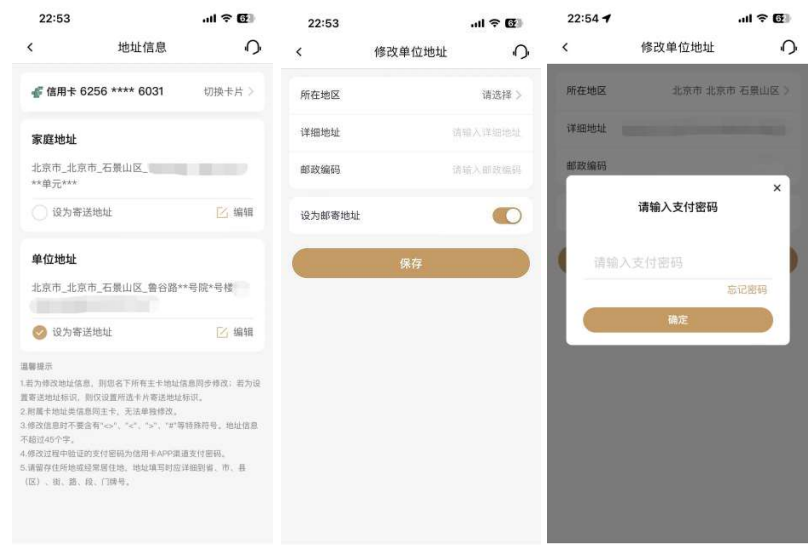 22:53
地址信息
信用卡 6256 **** 6031
切换卡片
家庭地址
北京市_北京市_石景山区_
**单元***
设为寄送地址
编辑
单位地址
北京市_北京市_石景山区_鲁谷路**号院*号楼
设为寄送地址
编辑
温馨提示
1.若为修改地址信息，则您名下所有主卡地址信息同步修改；若为设
置寄送地址标识，则仅设置所选卡片寄送地址标识。
2.附属卡地址类信息同主卡，无法单独修改。
3.修改信息时不要含有“<>”、“<”、“>”、“#”等特殊符号。地址信息
不超过45个字。
4.修改过程中验证的支付密码为信用卡APP渠道支付密码。
5.请留存住所地或经常居住地，地址填写时应详细到省、市、县
（区）、街、路、段、门牌号。
22:53
修改单位地址
所在地区
请选择
详细地址
请输入详细地址
邮政编码
请输入邮政编码
设为邮寄地址
保存
22:54
修改单位地址
所在地区
北京市 北京市 石景山区
详细地址
邮政编码
请输入支付密码
请输入支付密码
忘记密码
确定